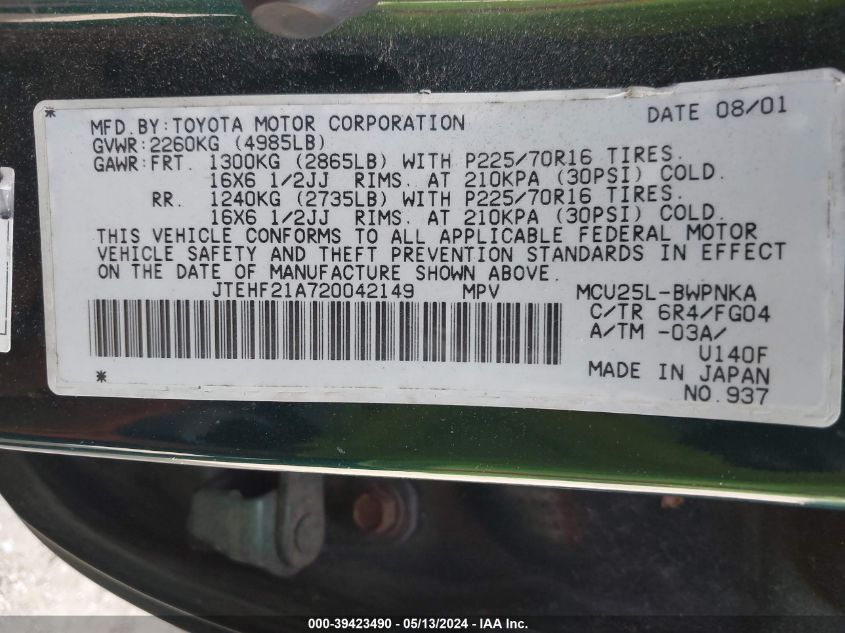 * MFD.BY:TOYOTA MOTOR CORPORATION DATE 08/01
GVWR:2260KG (4985LB)
GAWR:FRT. 1300KG (2865LB) WITH P225/70R16 TIRES.
16X6 1/2JJ RIMS. AT 210KPA (30PSI) COLD.
RR. 1240KG (2735LB) WITH P225/70R16 TIRES.
16X6 1/2JJ RIMS. AT 210KPA (30PSI) COLD.
THIS VEHICLE CONFORMS TO ALL APPLICABLE FEDERAL MOTOR
VEHICLE SAFETY AND THEFT PREVENTION STANDARDS IN EFFECT
ON THE DATE OF MANUFACTURE SHOWN ABOVE.
JTEHF21A720042149 MPV MCU25L-BWPNKA
C/TR 6R4/FG04
A/TM -03A/
U140F
* MADE IN JAPAN
NO.937
000-39423490 - 05/13/2024 - IAA Inc.